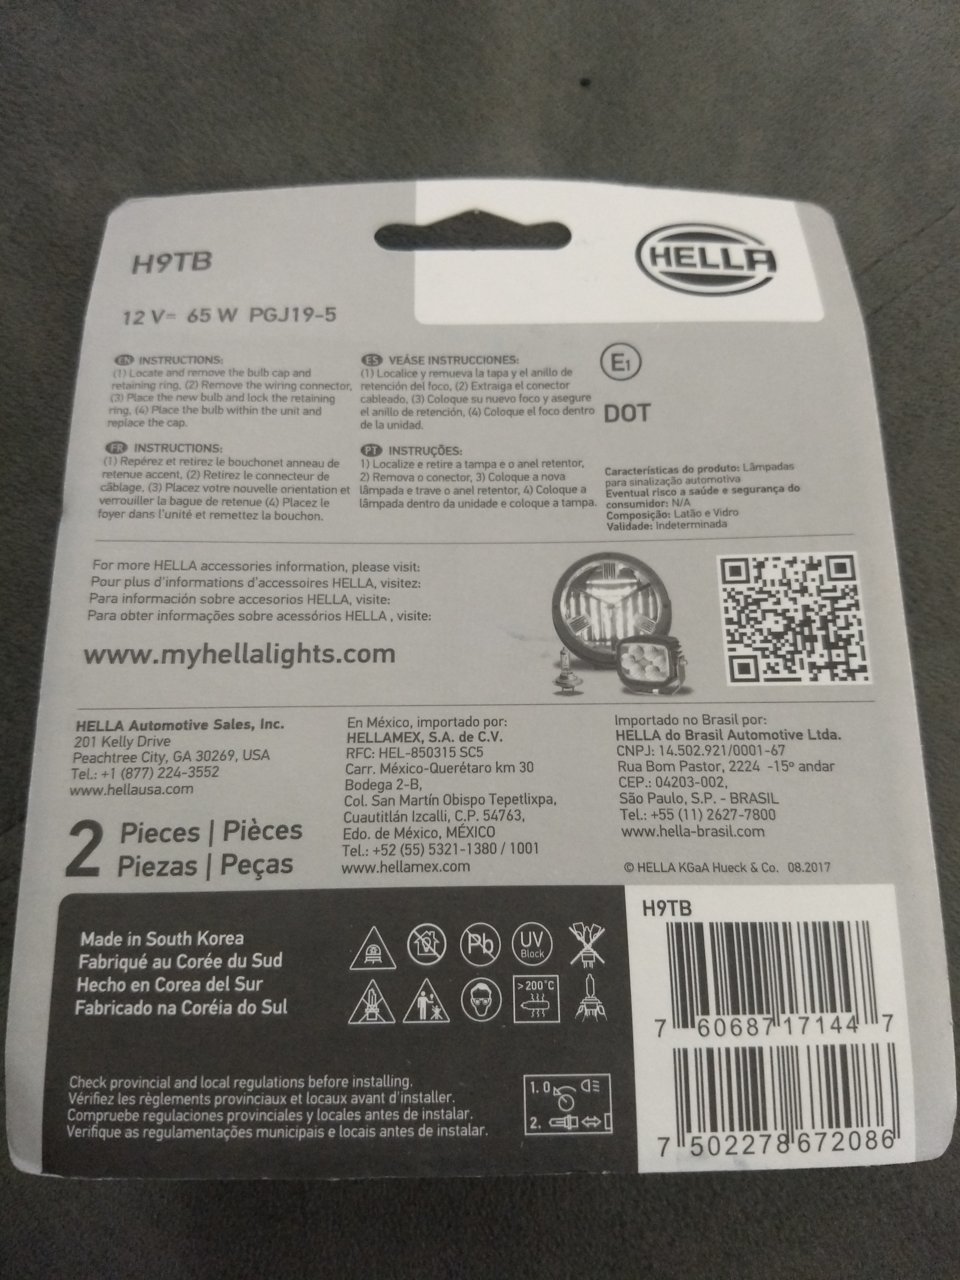 HELLA
H9TB
12 V= 65 W PGJ19-5
EN INSTRUCTIONS:
(1) Locate and remove the bulb cap and
retaining ring, (2) Remove the wiring connector,
(3) Place the new bulb and lock the retaining
ring, (4) Place the bulb within the unit and
replace the cap.
ES VEÁSE INSTRUCCIONES:
(1) Localice y remueva la tapa y el anillo de
retención del foco, (2) Extraiga el conector
cableado, (3) Coloque su nuevo foco y asegure
el anillo de retención, (4) Coloque el foco dentro
de la unidad.
E1
DOT
FR INSTRUCTIONS:
(1) Repérez et retirez le bouchonet anneau de
retenue accent, (2) Retirez le connecteur de
câblage, (3) Placez votre nouvelle orientation et
verrouiller la bague de retenue (4) Placez le
foyer dans l'unité et remettez la bouchon.
PT INSTRUÇÕES:
1) Localize e retire a tampa e o anel retentor,
2) Remova o conector, 3) Coloque a nova
lâmpada e trave o anel retentor, 4) Coloque a
lâmpada dentro da unidade e coloque a tampa.
Características do produto: Lâmpadas
para sinalização automotiva
Eventual risco a saúde e segurança do
consumidor: N/A
Composição: Latão e Vidro
Validade: Indeterminada
For more HELLA accessories information, please visit:
Pour plus d'informations d'accessoires HELLA, visitez:
Para información sobre accesorios HELLA, visite:
Para obter informações sobre acessórios HELLA , visite:
www.myhellalights.com
HELLA Automotive Sales, Inc.
201 Kelly Drive
Peachtree City, GA 30269, USA
Tel.: +1 (877) 224-3552
www.hellausa.com
En México, importado por:
HELLAMEX, S.A. de C.V.
RFC: HEL-850315 SC5
Carr. México-Querétaro km 30
Bodega 2-B,
Col. San Martín Obispo Tepetlixpa,
Cuautitlán Izcalli, C.P. 54763,
Edo. de México, MÉXICO
Tel.: +52 (55) 5321-1380 / 1001
www.hellamex.com
Importado no Brasil por:
HELLA do Brasil Automotive Ltda.
CNPJ: 14.502.921/0001-67
Rua Bom Pastor, 2224 -15º andar
CEP.: 04203-002,
São Paulo, S.P. - BRASIL
Tel.: +55 (11) 2627-7800
www.hella-brasil.com
2 Pieces | Pièces
Piezas | Peças
© HELLA KGaA Hueck & Co. 08.2017
Made in South Korea
Fabriqué au Corée du Sud
Hecho en Corea del Sur
Fabricado na Coréia do Sul
Pb
UV
Block
>200°C
H9TB
7 60687 17144 7
Check provincial and local regulations before installing.
Vérifiez les règlements provinciaux et locaux avant d'installer.
Compruebe regulaciones provinciales y locales antes de instalar.
Verifique as regulamentações municipais e locais antes de instalar.
1. 0
2.
7 502278 672086